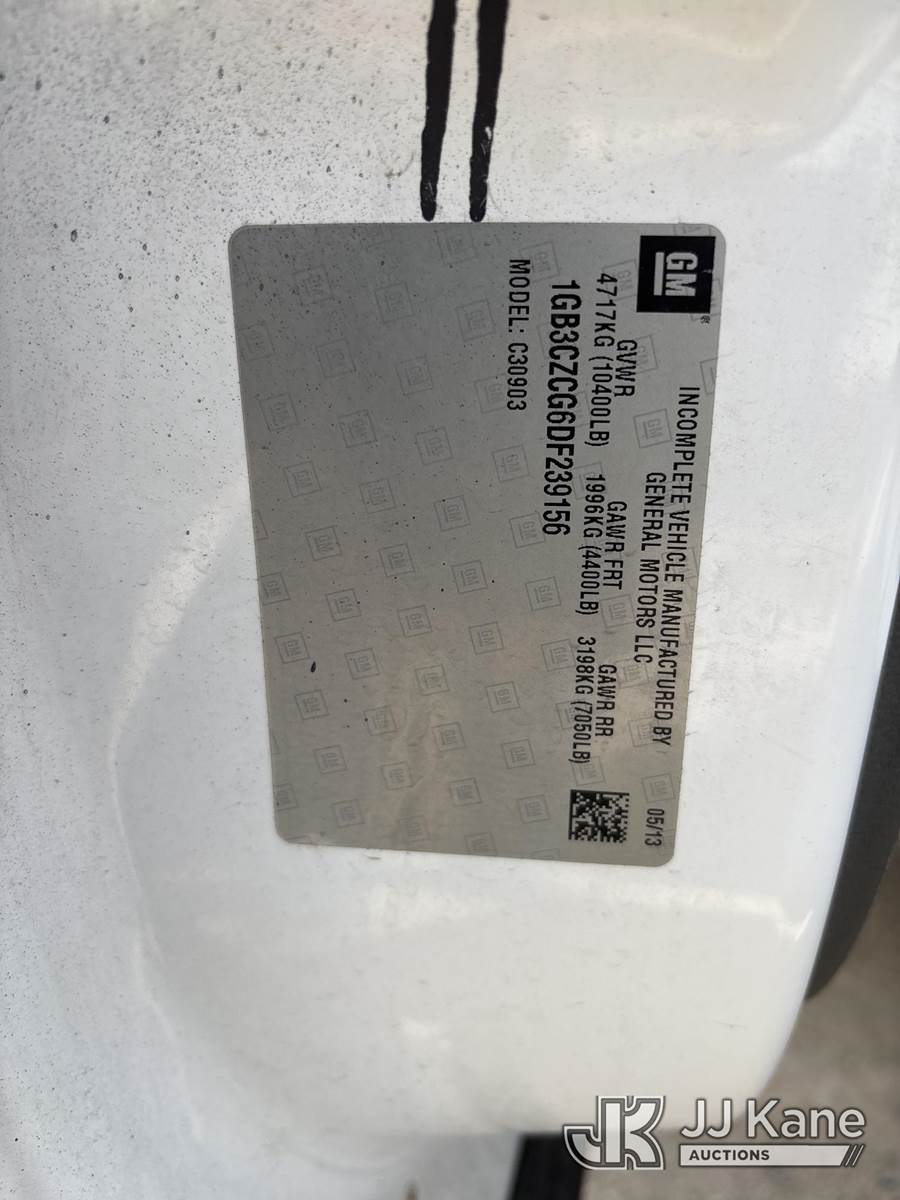 GM
INCOMPLETE VEHICLE MANUFACTURED BY
GENERAL MOTORS LLC
05/13
GVWR GAWR FRT GAWR RR
4717KG (10400LB) 1996KG (4400LB) 3198KG (7050LB)
1GB3CZCG6DF239156
MODEL: C30903
JK JJ Kane
AUCTIONS